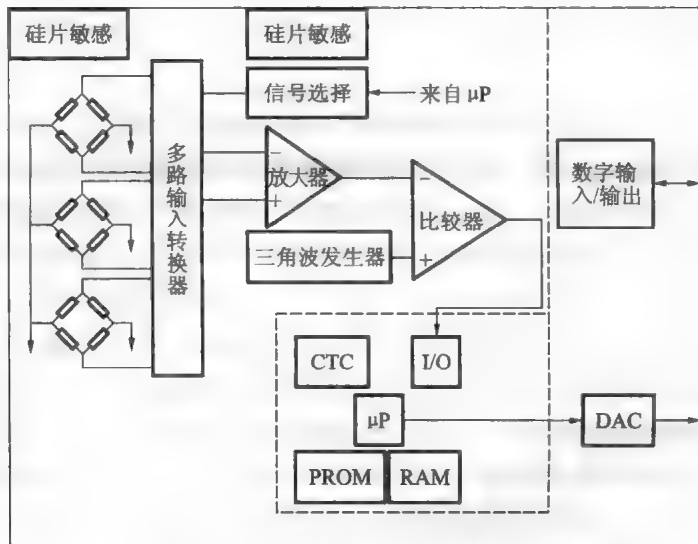 硅片敏感
硅片敏感
信号选择
来自 μP
多路输入转换器
−
放大器
+
−
比较器
+
三角波发生器
数字输
入/输出
CTC
I/O
μP
DAC
PROM
RAM